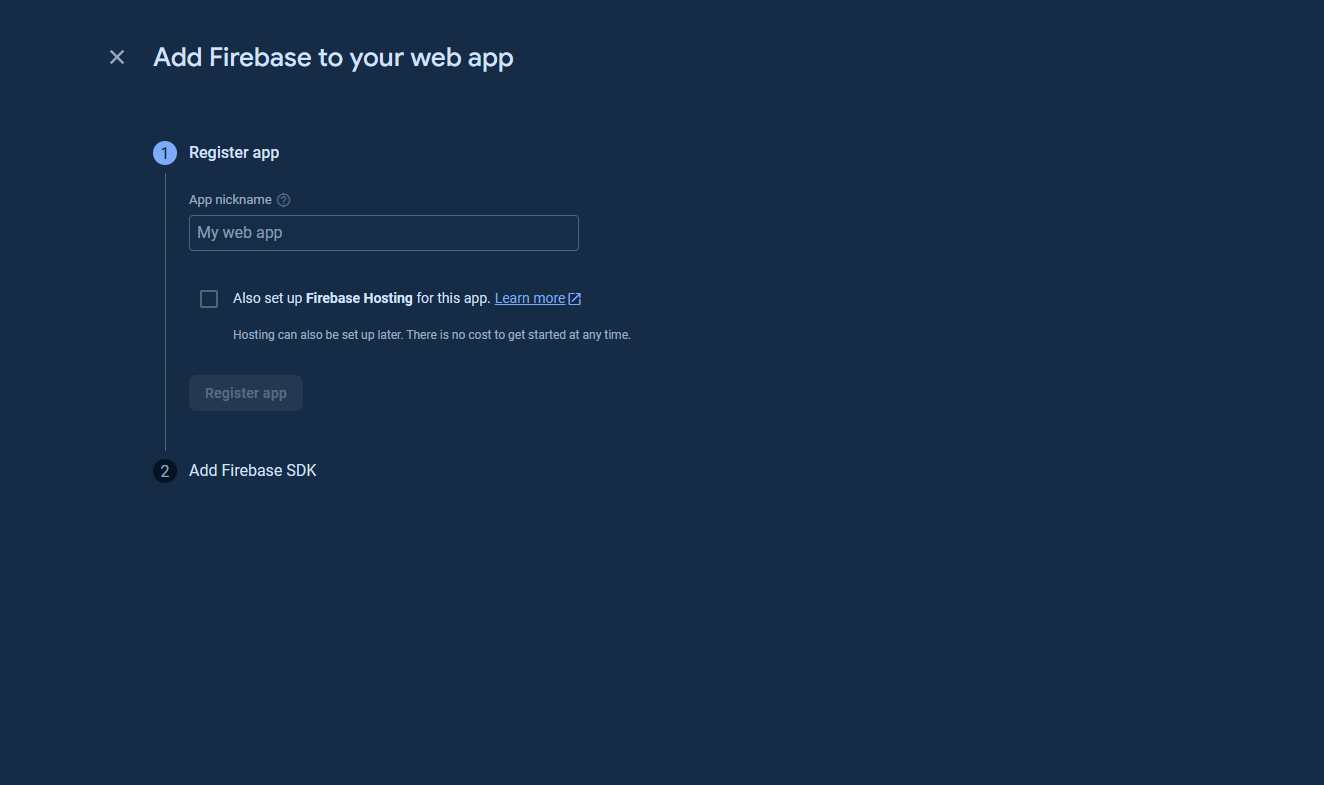 Add Firebase to your web app
1 Register app
App nickname
My web app
Also set up Firebase Hosting for this app. Learn more
Hosting can also be set up later. There is no cost to get started at any time.
Register app
2 Add Firebase SDK